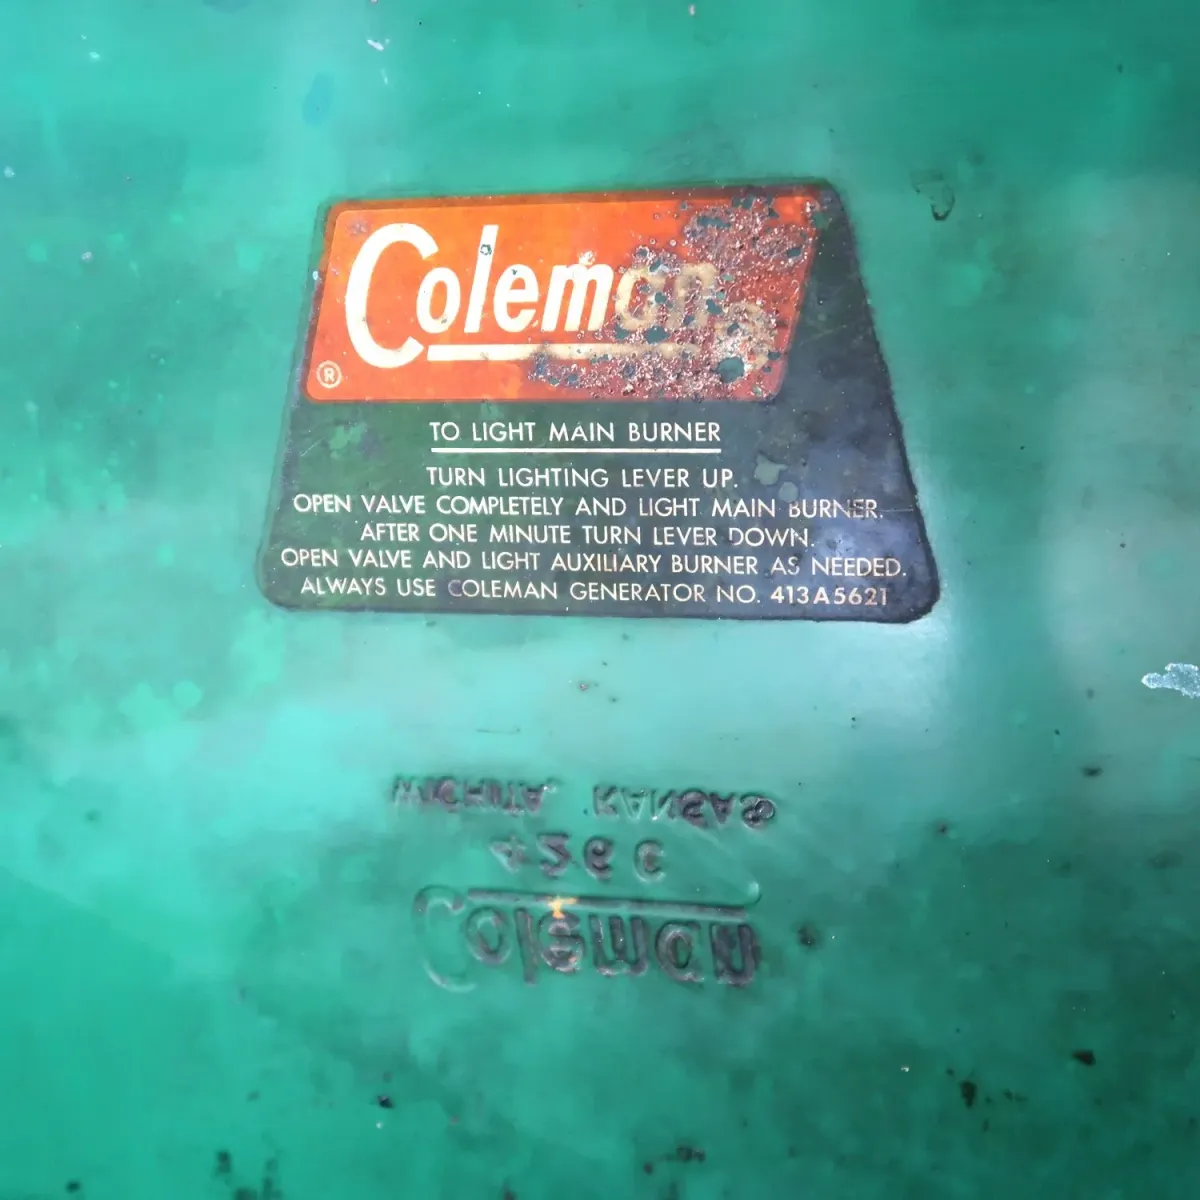 Coleman
®
TO LIGHT MAIN BURNER
TURN LIGHTING LEVER UP.
OPEN VALVE COMPLETELY AND LIGHT MAIN BURNER.
AFTER ONE MINUTE TURN LEVER DOWN.
OPEN VALVE AND LIGHT AUXILIARY BURNER AS NEEDED.
ALWAYS USE COLEMAN GENERATOR NO. 413A5621
WICHITA, KANSAS
426C
Coleman